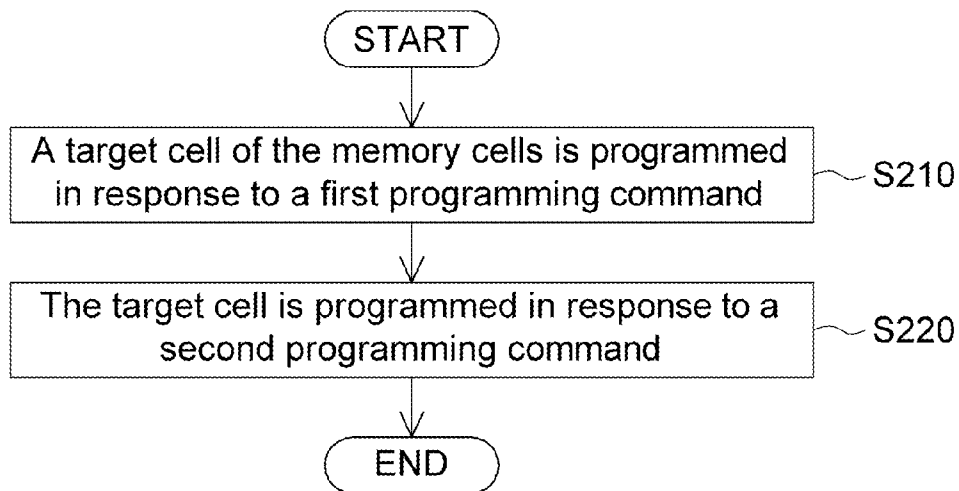 START
A target cell of the memory cells is programmed
in response to a first programming command
S210
The target cell is programmed in response to a
second programming command
S220
END